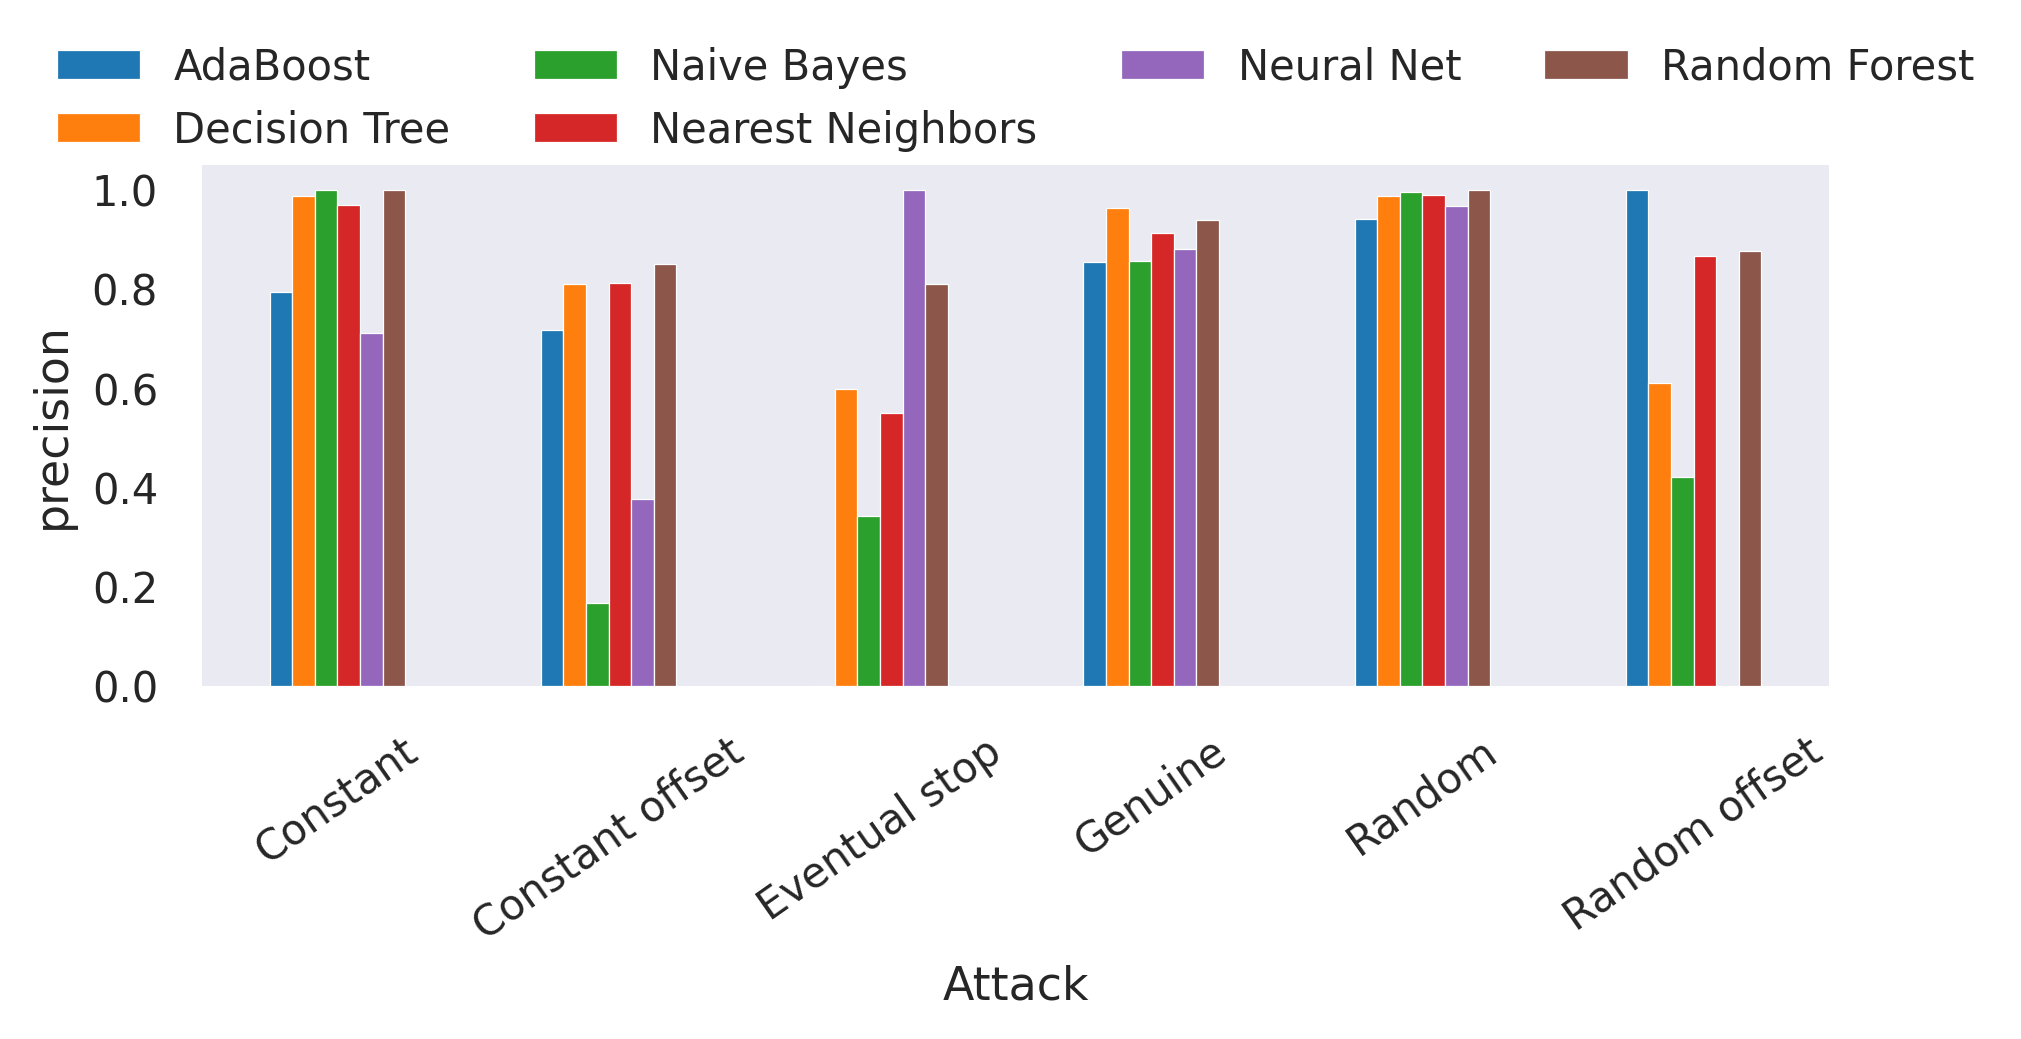 AdaBoost Naive Bayes Neural Net Random Forest
Decision Tree Nearest Neighbors
1.0
0.8
0.6
0.4
0.2
0.0
precision
Constant
Constant offset
Eventual stop
Genuine
Random
Random offset
Attack